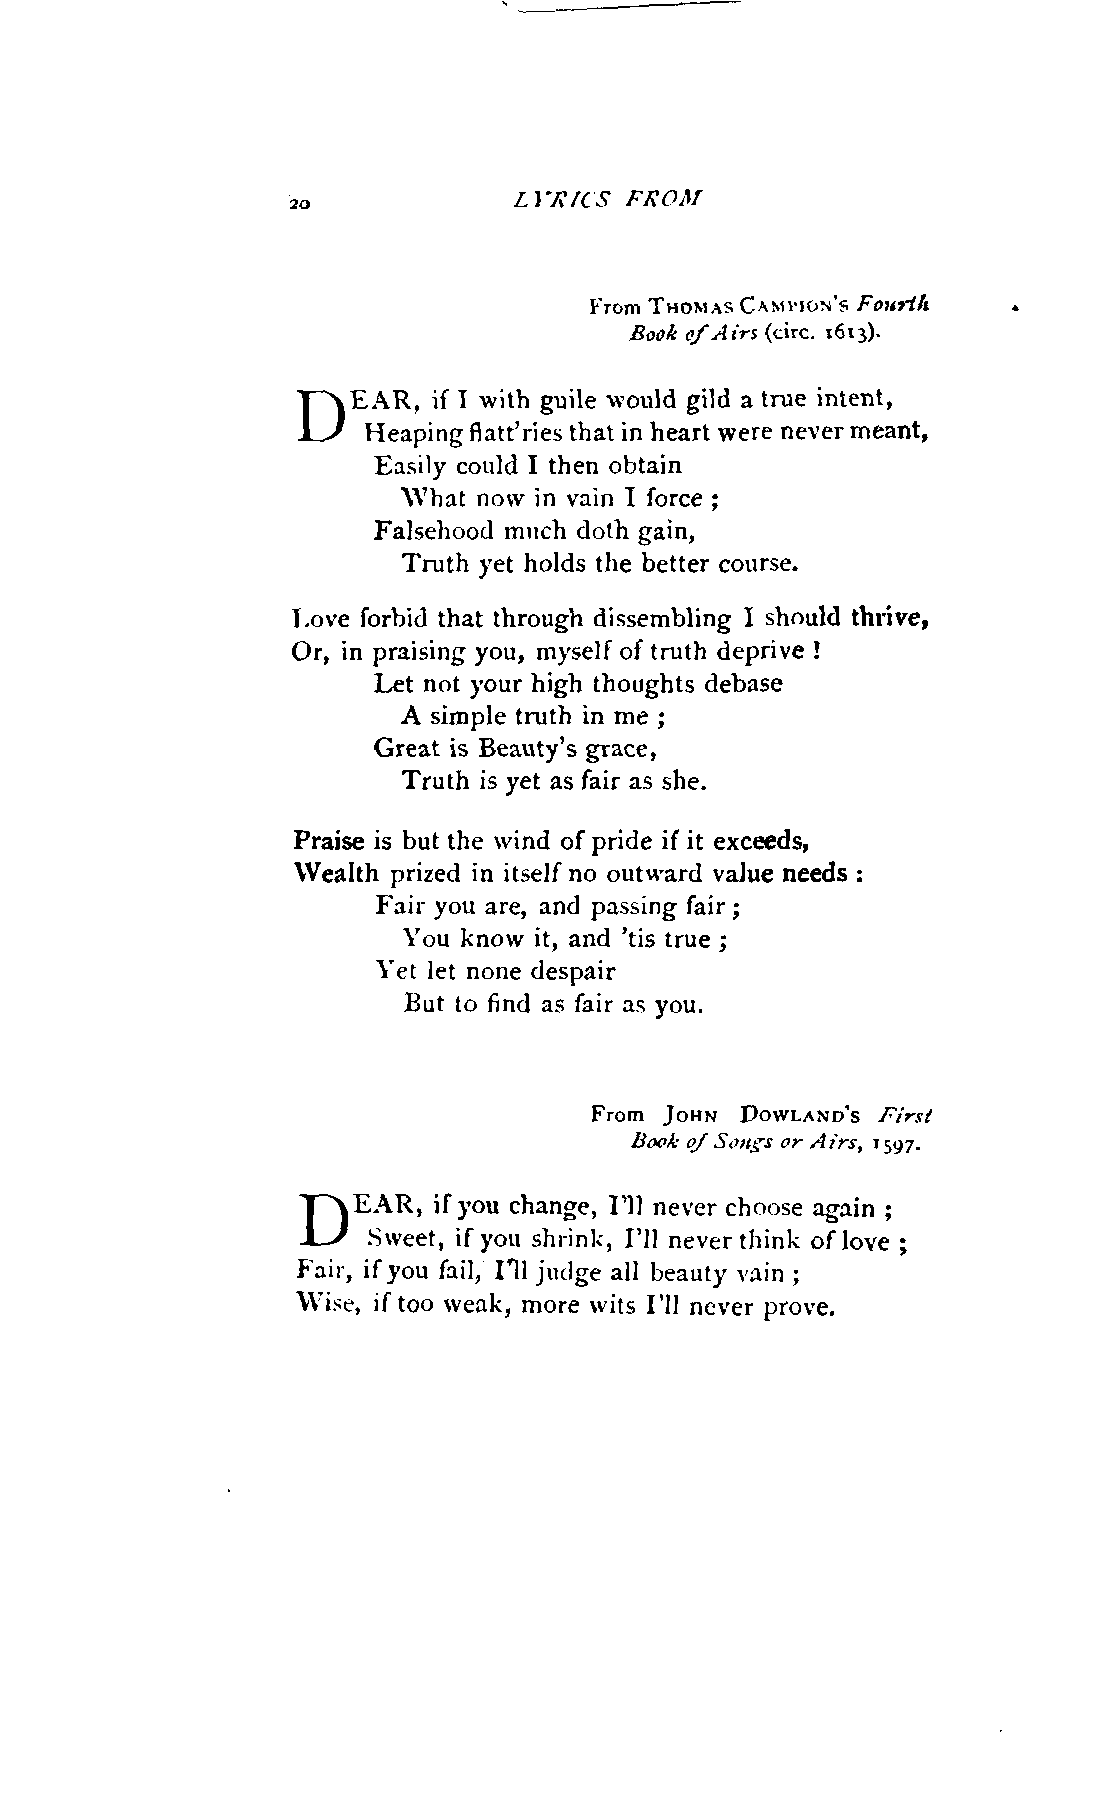 20 LYRICS FROM
From THOMAS CAMPION'S Fourth
Book of Airs (circ. 1613).
DEAR, if I with guile would gild a true intent,
Heaping flatt'ries that in heart were never meant,
Easily could I then obtain
What now in vain I force ;
Falsehood much doth gain,
Truth yet holds the better course.
Love forbid that through dissembling I should thrive,
Or, in praising you, myself of truth deprive !
Let not your high thoughts debase
A simple truth in me ;
Great is Beauty's grace,
Truth is yet as fair as she.
Praise is but the wind of pride if it exceeds,
Wealth prized in itself no outward value needs :
Fair you are, and passing fair ;
You know it, and 'tis true ;
Yet let none despair
But to find as fair as you.
From JOHN DOWLAND'S First
Book of Songs or Airs, 1597.
DEAR, if you change, I'll never choose again ;
Sweet, if you shrink, I'll never think of love ;
Fair, if you fail, I'll judge all beauty vain ;
Wise, if too weak, more wits I'll never prove.